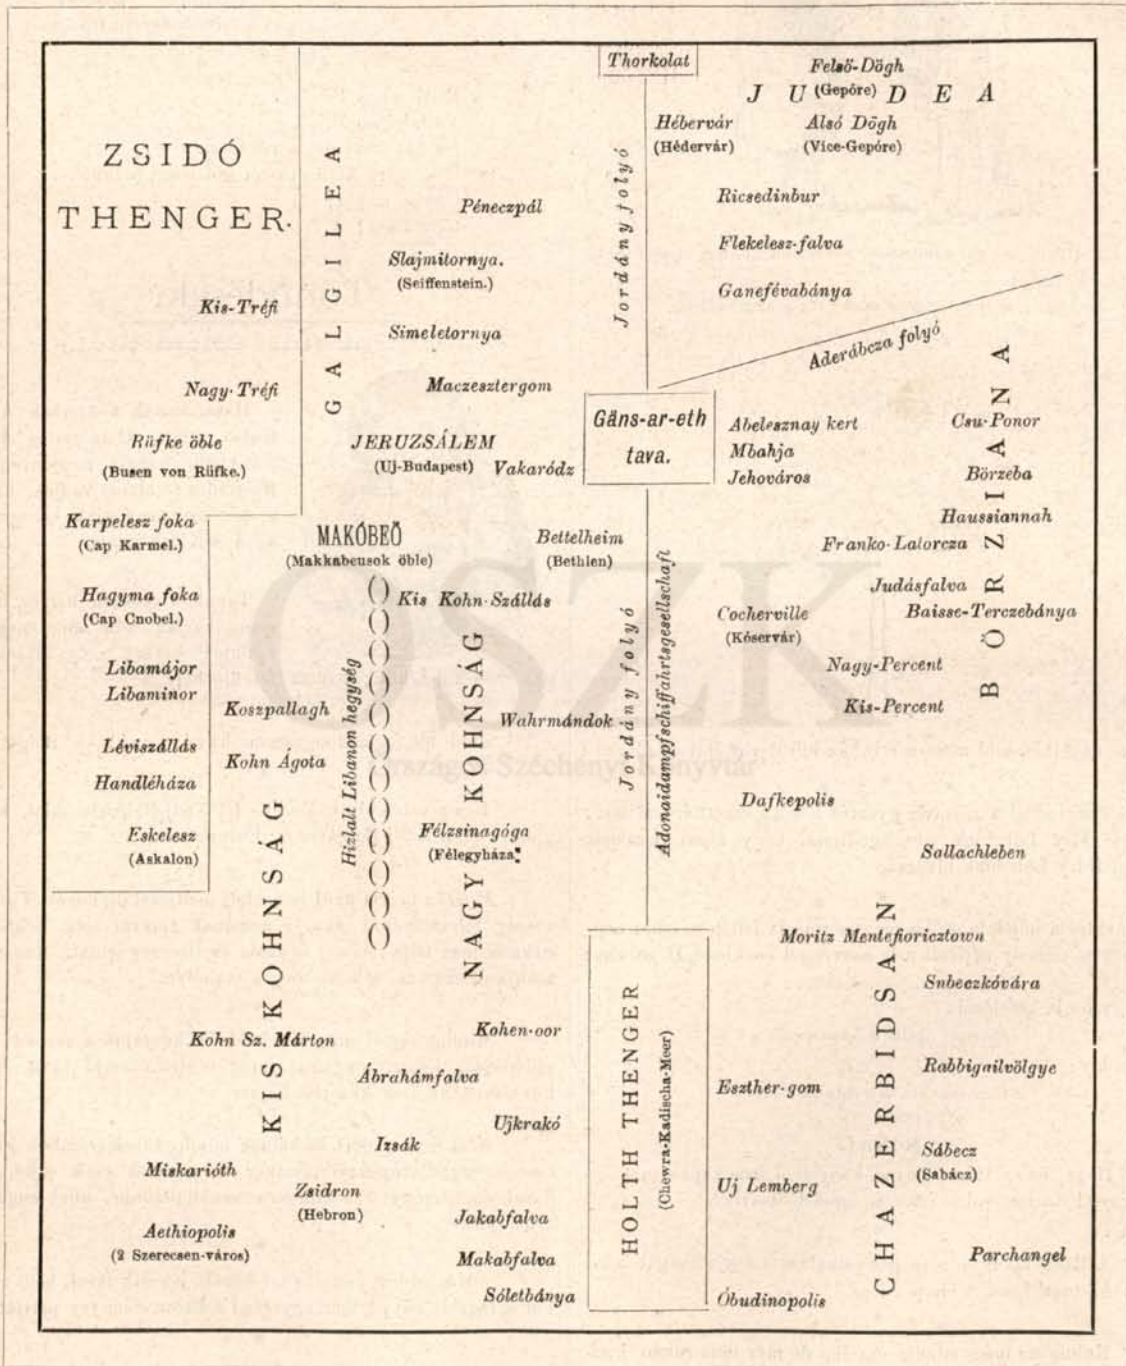 Thorkolat
Felső-Dögh
JUDEA
(Gepóre)
Hébervár
(Hédervár)
Alsó Dögh
(Vice-Gepóre)
ZSIDÓ
THENGER.
GALGILEA
Jordány folyó
Péneczpál
Ricsedinbur
Slajmitornya.
(Seiffenstein.)
Flekelesz-falva
Kis-Tréfi
Ganefévabánya
Simeletornya
Aderábcza folyó
Nagy-Tréfi
Maczesztergom
BÖRZIANA
Gäns-ar-eth
tava.
Rüfke öble
(Busen von Rüfke.)
JERUZSÁLEM
(Uj-Budapest)
Vakaródz
Abelesznay kert
Mbahja
Jehováros
Csu-Ponor
Börzeba
Karpelesz foka
(Cap Karmel.)
MAKÓBEŐ
(Makkabeusok öble)
Bettelheim
(Bethlen)
Haussiannah
Franko-Latorcza
Hagyma foka
(Cap Cnobel.)
Kis Kohn-Szállás
Judásfalva
Baisse-Terczebánya
Cocherville
(Kóservár)
Jordány folyó
Adonaidampfschiffahrtsgesellschaft
Libamájor
Libaminor
Nagy-Percent
Kis-Percent
Koszpallagh
Hizlalt Libanon hegység
NAGY KOHNSÁG
Wahrmándok
Léviszállás
Kohn Ágota
Handléháza
KIS KOHNSÁG
Dafkepolis
Eskelesz
(Askalon)
Félzsinagóga
(Félegyháza)
Sallachleben
Moritz Mentefioricztown
CHAZERBIDSAN
Snbeczkóvára
HOLTH THENGER
(Chewra-Kadischa-Meer)
Kohn Sz. Márton
Kohen-oor
Ábrahámfalva
Rabbigailvölgye
Eszther-gom
Ujkrakó
Izsák
Miskarióth
Sábecz
(Sabácz)
Zsidron
(Hebron)
Uj Lemberg
Jakabfalva
Aethiopolis
(2 Szerecsen-város)
Makabfalva
Parchangel
Sóletbánya
Óbudinopolis
OSZK
Országos Széchényi Könyvtár